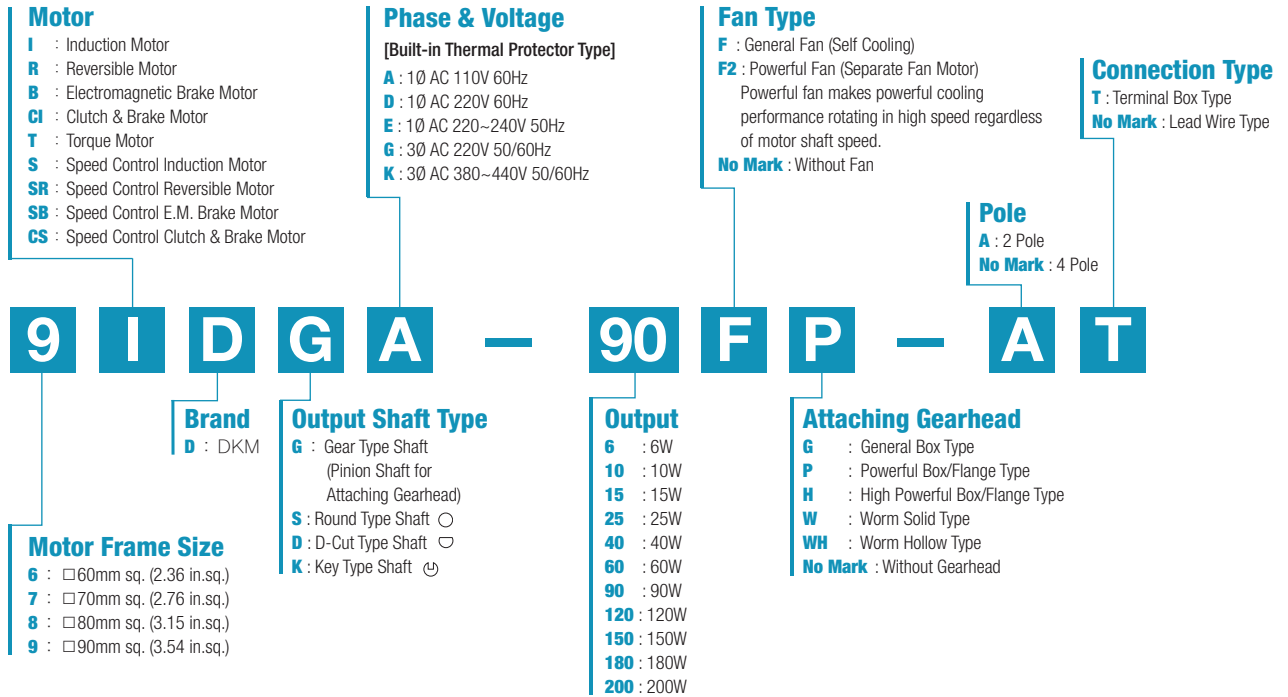 Motor
I : Induction Motor
R : Reversible Motor
B : Electromagnetic Brake Motor
CI : Clutch & Brake Motor
T : Torque Motor
S : Speed Control Induction Motor
SR : Speed Control Reversible Motor
SB : Speed Control E.M. Brake Motor
CS : Speed Control Clutch & Brake Motor
Phase & Voltage
[Built-in Thermal Protector Type]
A : 1Ø AC 110V 60Hz
D : 1Ø AC 220V 60Hz
E : 1Ø AC 220~240V 50Hz
G : 3Ø AC 220V 50/60Hz
K : 3Ø AC 380~440V 50/60Hz
Fan Type
F : General Fan (Self Cooling)
F2 : Powerful Fan (Separate Fan Motor)
Powerful fan makes powerful cooling
performance rotating in high speed regardless
of motor shaft speed.
No Mark : Without Fan
Connection Type
T : Terminal Box Type
No Mark : Lead Wire Type
Pole
A : 2 Pole
No Mark : 4 Pole
9 I D G A – 90 F P – A T
Brand
D : DKM
Motor Frame Size
6 : □60mm sq. (2.36 in.sq.)
7 : □70mm sq. (2.76 in.sq.)
8 : □80mm sq. (3.15 in.sq.)
9 : □90mm sq. (3.54 in.sq.)
Output Shaft Type
G : Gear Type Shaft
(Pinion Shaft for
Attaching Gearhead)
S : Round Type Shaft
D : D-Cut Type Shaft
K : Key Type Shaft
Output
6 : 6W
10 : 10W
15 : 15W
25 : 25W
40 : 40W
60 : 60W
90 : 90W
120 : 120W
150 : 150W
180 : 180W
200 : 200W
Attaching Gearhead
G : General Box Type
P : Powerful Box/Flange Type
H : High Powerful Box/Flange Type
W : Worm Solid Type
WH : Worm Hollow Type
No Mark : Without Gearhead